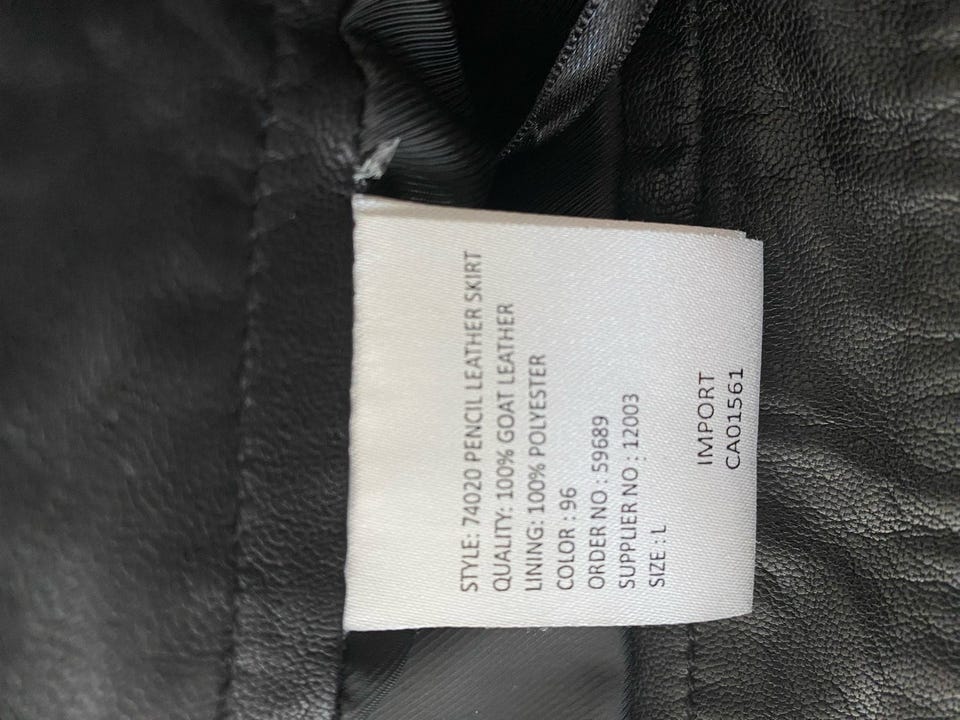 STYLE: 74020 PENCIL LEATHER SKIRT
QUALITY: 100% GOAT LEATHER
LINING: 100% POLYESTER
COLOR : 96
ORDER NO : 59689
SUPPLIER NO : 12003
SIZE : L
IMPORT
CA01561